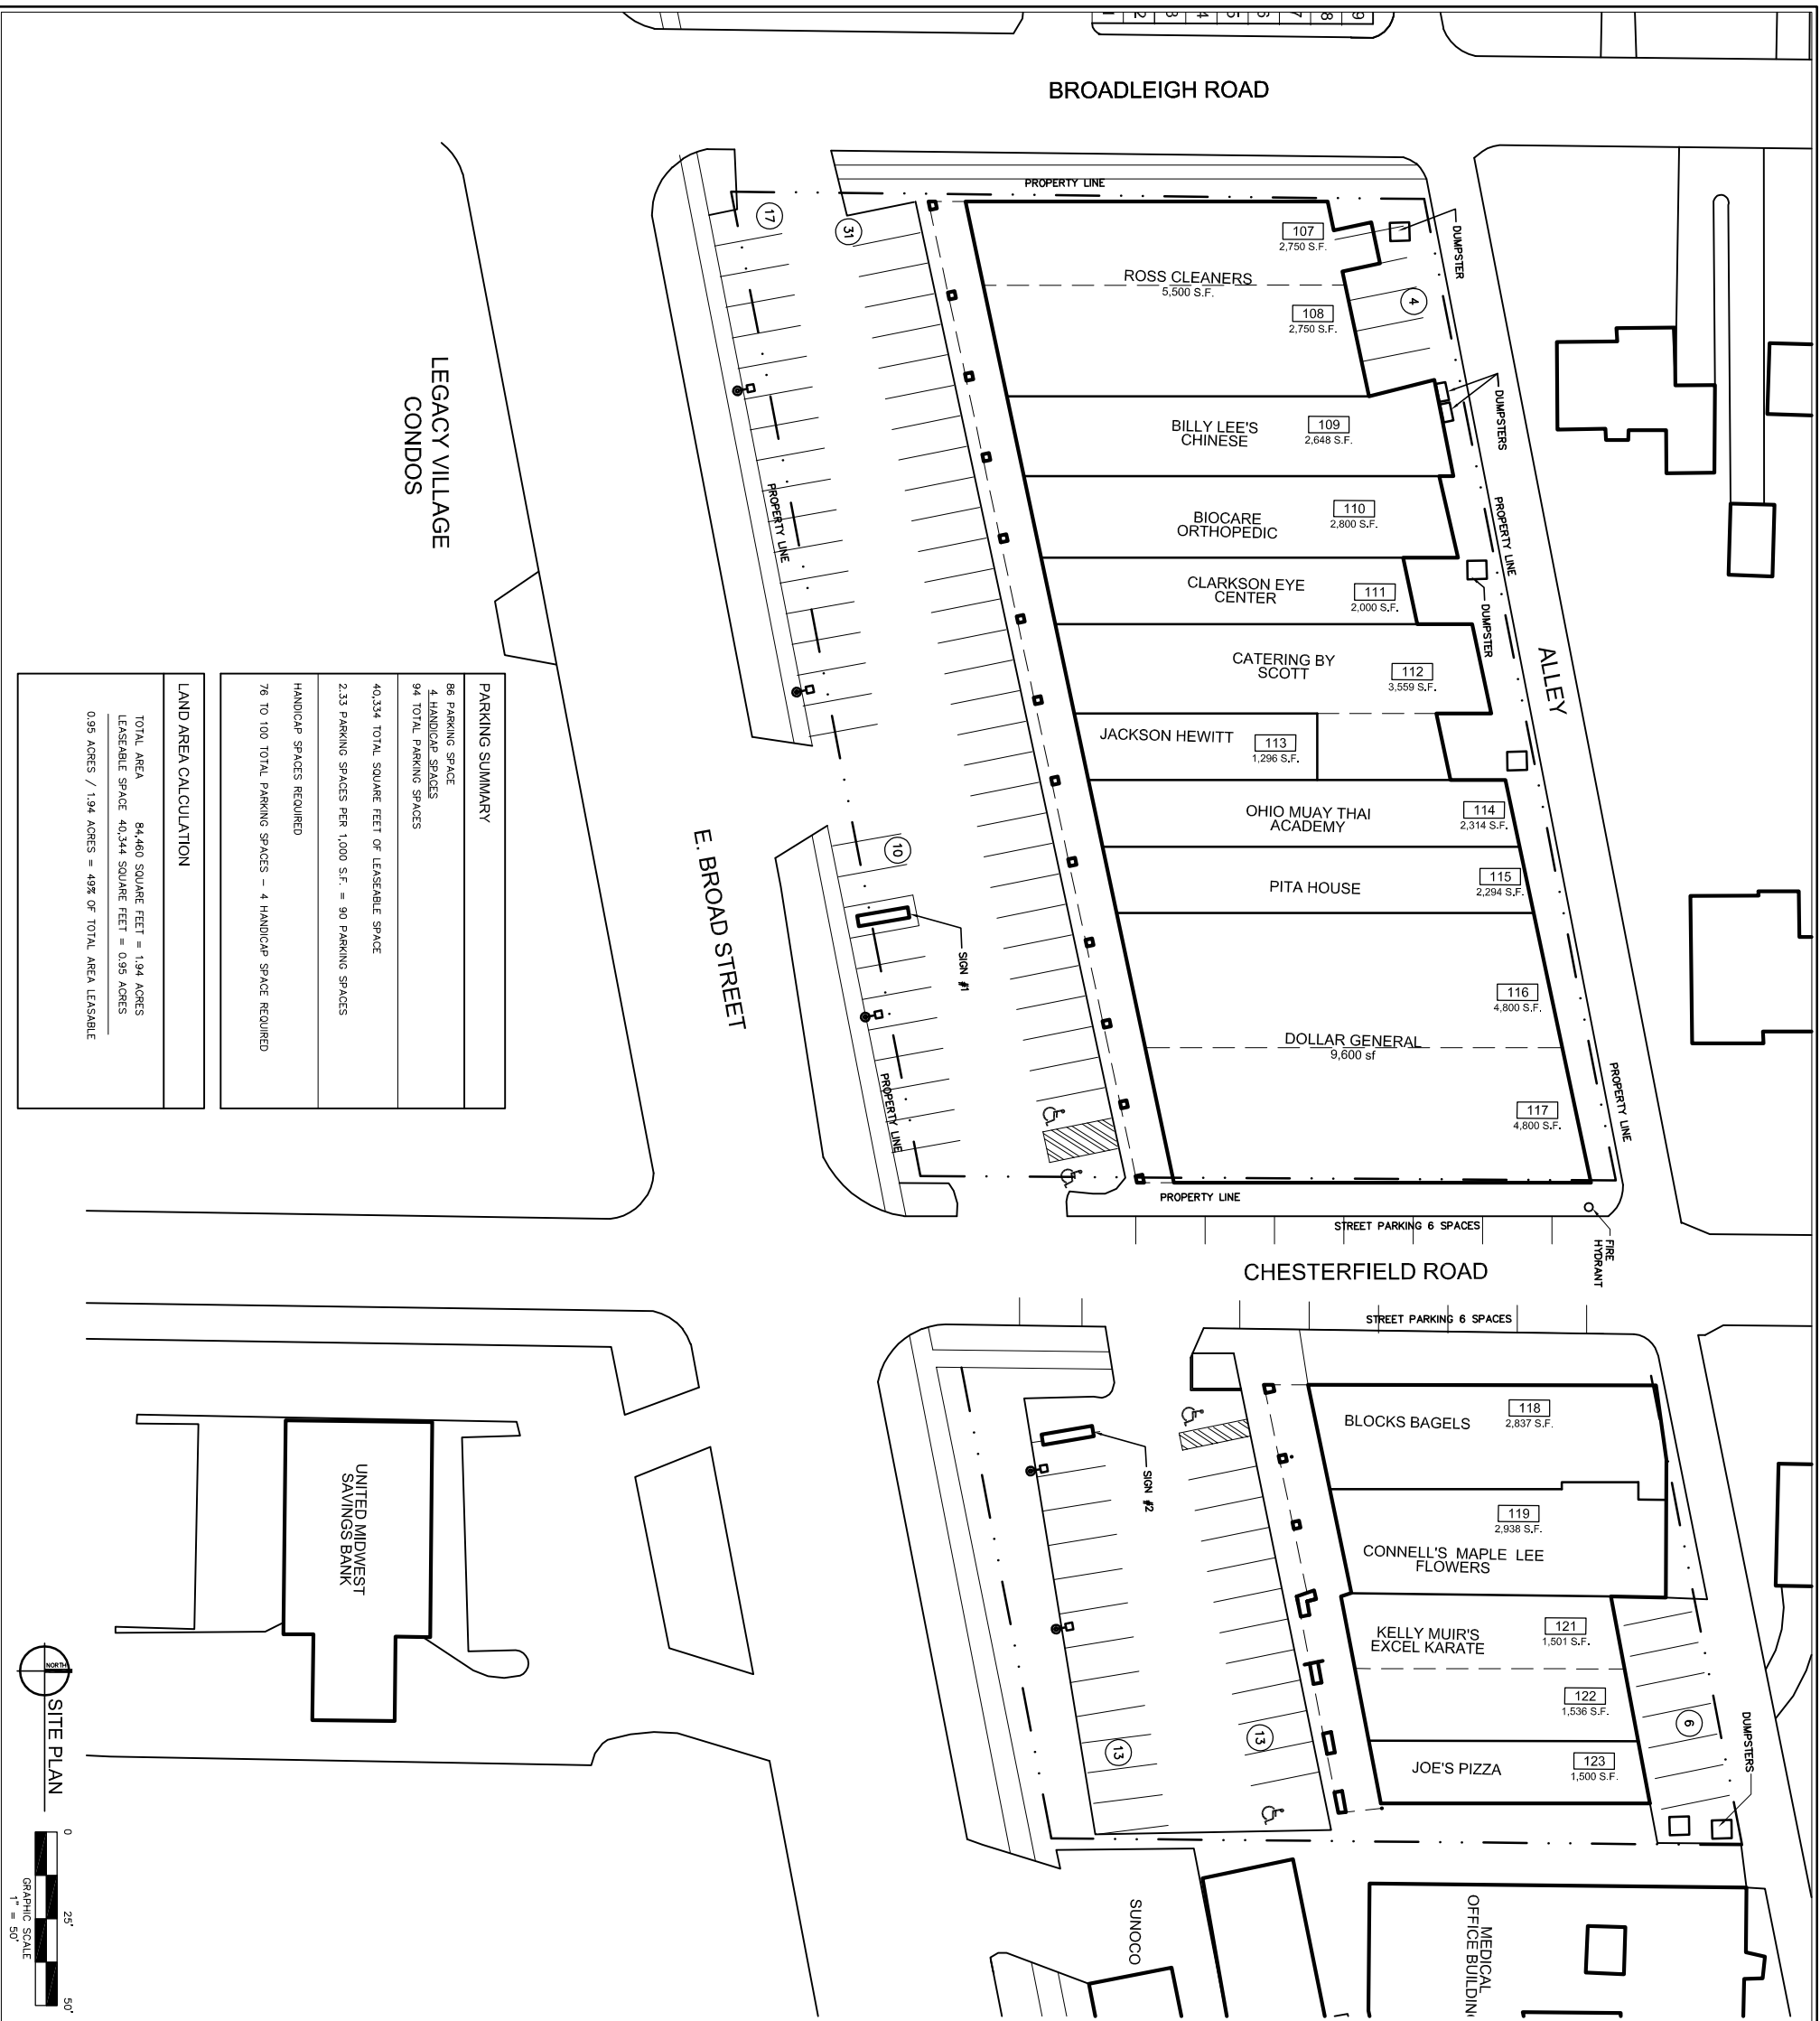 1
2
3
4
5
6
7
8
9
BROADLEIGH ROAD
PROPERTY LINE
17
31
107
2,750 S.F.
DUMPSTER
ROSS CLEANERS
5,500 S.F.
108
2,750 S.F.
4
DUMPSTERS
BILLY LEE'S
CHINESE
109
2,648 S.F.
LEGACY VILLAGE
CONDOS
PROPERTY LINE
BIOCARE
ORTHOPEDIC
110
2,800 S.F.
PROPERTY LINE
CLARKSON EYE
CENTER
111
2,000 S.F.
DUMPSTER
CATERING BY
SCOTT
112
3,559 S.F.
ALLEY
JACKSON HEWITT
113
1,296 S.F.
OHIO MUAY THAI
ACADEMY
114
2,314 S.F.
10
PITA HOUSE
115
2,294 S.F.
SIGN #1
E. BROAD STREET
116
4,800 S.F.
DOLLAR GENERAL
9,600 sf
117
4,800 S.F.
PROPERTY LINE
PROPERTY LINE
PROPERTY LINE
STREET PARKING 6 SPACES
FIRE
HYDRANT
PARKING SUMMARY
86 PARKING SPACE
4 HANDICAP SPACES
94 TOTAL PARKING SPACES
40,334 TOTAL SQUARE FEET OF LEASEABLE SPACE
2.33 PARKING SPACES PER 1,000 S.F. = 90 PARKING SPACES
HANDICAP SPACES REQUIRED
76 TO 100 TOTAL PARKING SPACES - 4 HANDICAP SPACE REQUIRED
LAND AREA CALCULATION
TOTAL AREA 84,460 SQUARE FEET = 1.94 ACRES
LEASEABLE SPACE 40,344 SQUARE FEET = 0.95 ACRES
0.95 ACRES / 1.94 ACRES = 49% OF TOTAL AREA LEASABLE
CHESTERFIELD ROAD
STREET PARKING 6 SPACES
BLOCKS BAGELS
118
2,837 S.F.
SIGN #2
119
2,938 S.F.
CONNELL'S MAPLE LEE
FLOWERS
KELLY MUIR'S
EXCEL KARATE
121
1,501 S.F.
122
1,536 S.F.
6
13
13
JOE'S PIZZA
123
1,500 S.F.
DUMPSTERS
UNITED MIDWEST
SAVINGS BANK
SUNOCO
MEDICAL
OFFICE BUILDIN
NORTH
SITE PLAN
0
25'
50'
GRAPHIC SCALE
1" = 50'